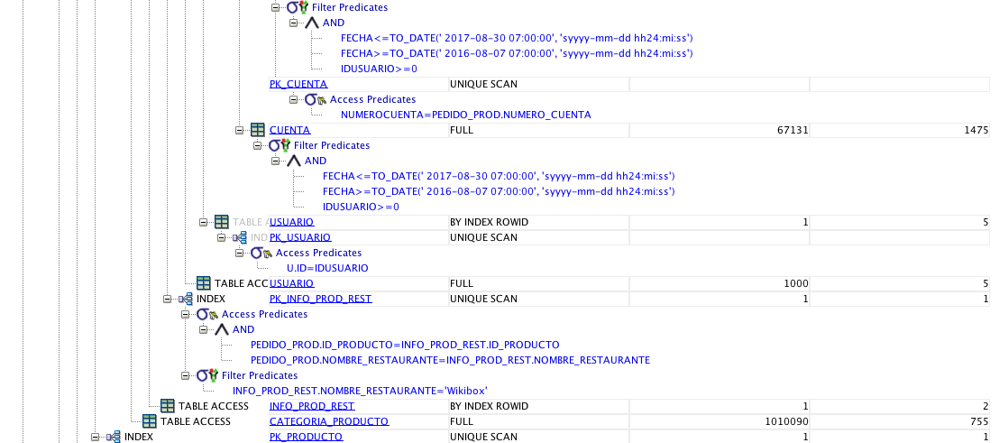 Filter Predicates
AND
FECHA<=TO_DATE(' 2017-08-30 07:00:00', 'syyyy-mm-dd hh24:mi:ss')
FECHA>=TO_DATE(' 2016-08-07 07:00:00', 'syyyy-mm-dd hh24:mi:ss')
IDUSUARIO>=0
PK_CUENTA UNIQUE SCAN
Access Predicates
NUMEROCUENTA=PEDIDO_PROD.NUMERO_CUENTA
CUENTA FULL 67131 1475
Filter Predicates
AND
FECHA<=TO_DATE(' 2017-08-30 07:00:00', 'syyyy-mm-dd hh24:mi:ss')
FECHA>=TO_DATE(' 2016-08-07 07:00:00', 'syyyy-mm-dd hh24:mi:ss')
IDUSUARIO>=0
TABLE A USUARIO BY INDEX ROWID 1 5
IND PK_USUARIO UNIQUE SCAN
Access Predicates
U.ID=IDUSUARIO
TABLE ACC USUARIO FULL 1000 5
INDEX PK_INFO_PROD_REST UNIQUE SCAN 1 1
Access Predicates
AND
PEDIDO_PROD.ID_PRODUCTO=INFO_PROD_REST.ID_PRODUCTO
PEDIDO_PROD.NOMBRE_RESTAURANTE=INFO_PROD_REST.NOMBRE_RESTAURANTE
Filter Predicates
INFO_PROD_REST.NOMBRE_RESTAURANTE='Wikibox'
TABLE ACCESS INFO_PROD_REST BY INDEX ROWID 1 2
TABLE ACCESS CATEGORIA_PRODUCTO FULL 1010090 755
INDEX PK_PRODUCTO UNIQUE SCAN 1 1